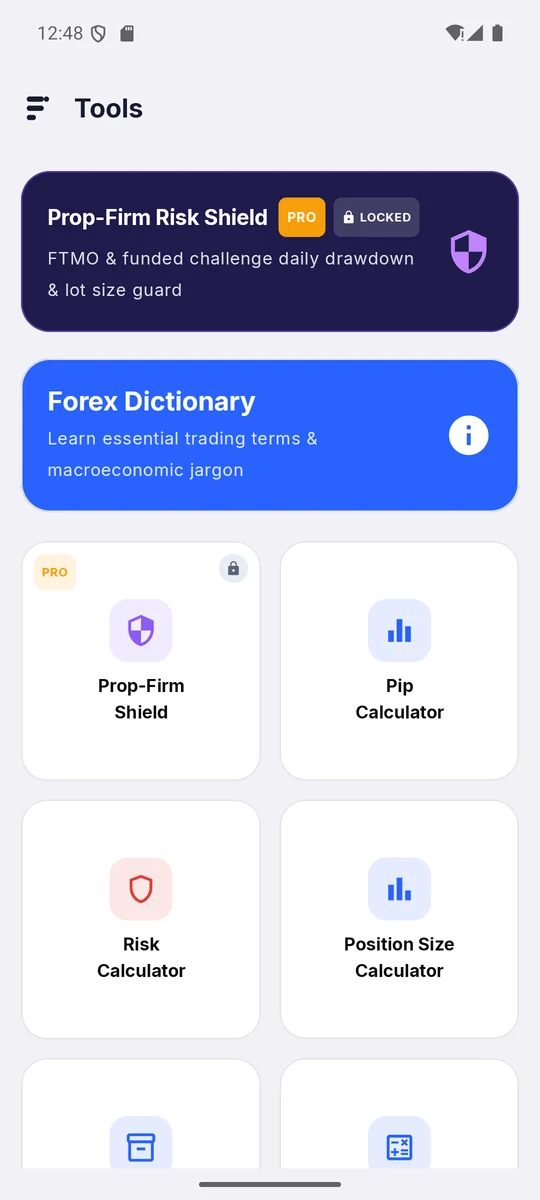 12:48
Tools
Prop-Firm Risk Shield PRO LOCKED
FTMO & funded challenge daily drawdown
& lot size guard
Forex Dictionary
Learn essential trading terms &
macroeconomic jargon
PRO
Prop-Firm
Shield
Pip
Calculator
Risk
Calculator
Position Size
Calculator